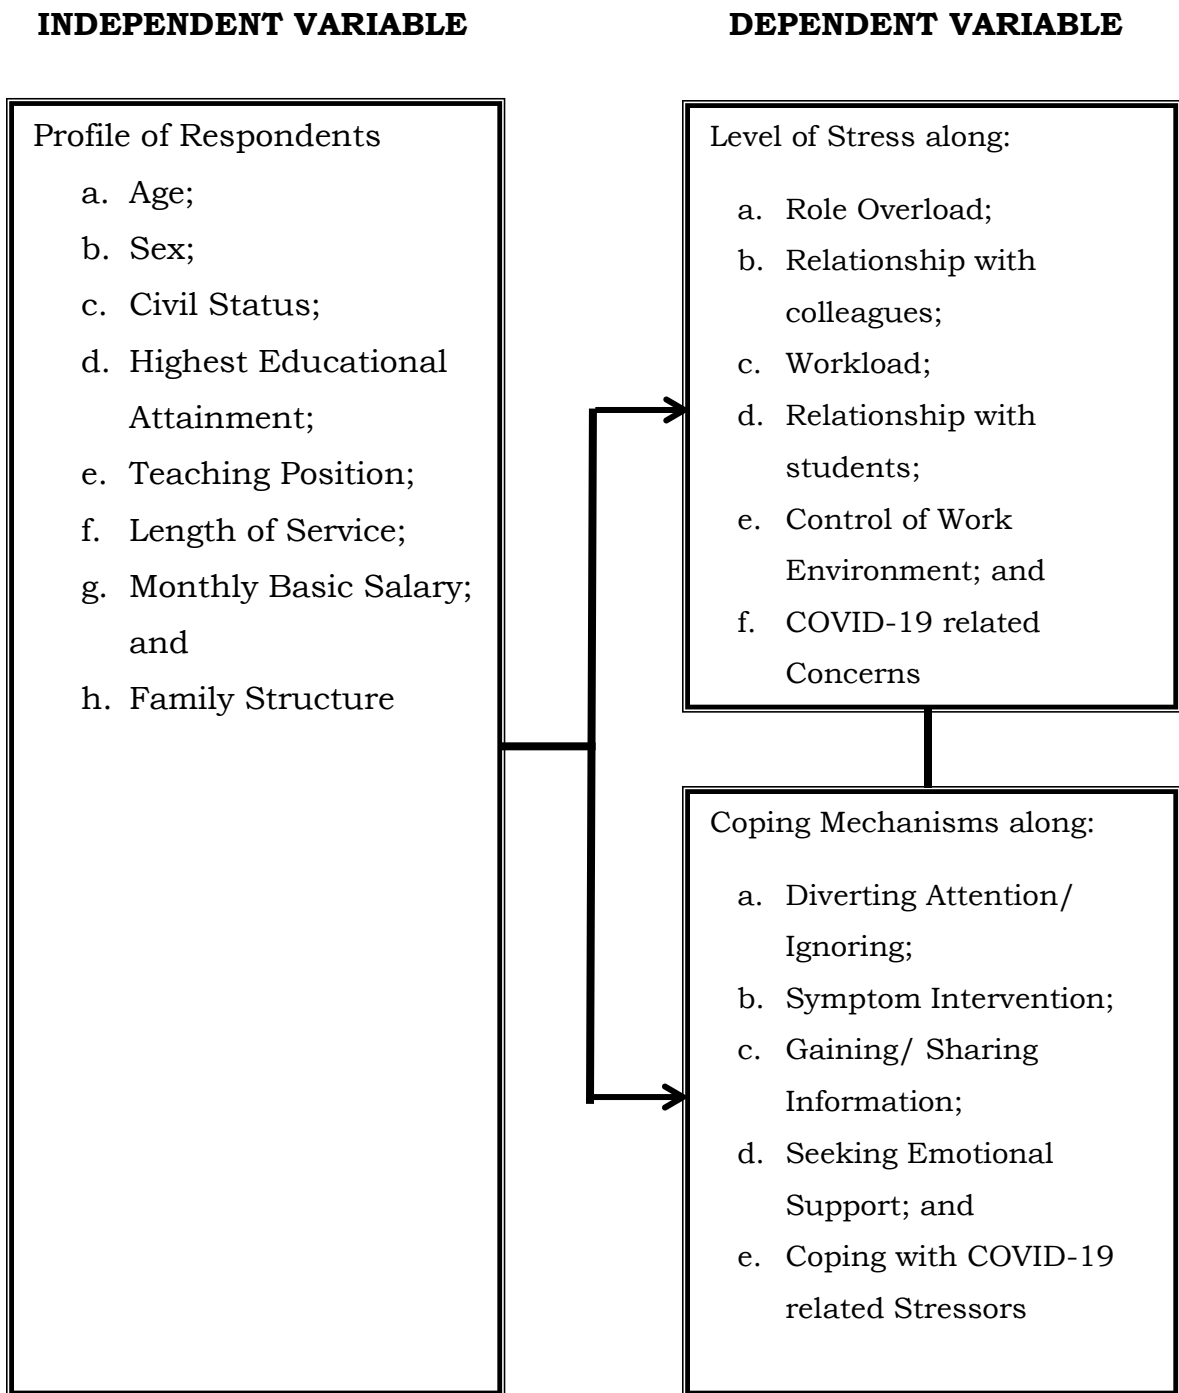 INDEPENDENT VARIABLE
DEPENDENT VARIABLE
Profile of Respondents
a. Age;
b. Sex;
c. Civil Status;
d. Highest Educational
Attainment;
e. Teaching Position;
f. Length of Service;
g. Monthly Basic Salary;
and
h. Family Structure
Level of Stress along:
a. Role Overload;
b. Relationship with
colleagues;
c. Workload;
d. Relationship with
students;
e. Control of Work
Environment; and
f. COVID-19 related
Concerns
Coping Mechanisms along:
a. Diverting Attention/
Ignoring;
b. Symptom Intervention;
c. Gaining/ Sharing
Information;
d. Seeking Emotional
Support; and
e. Coping with COVID-19
related Stressors